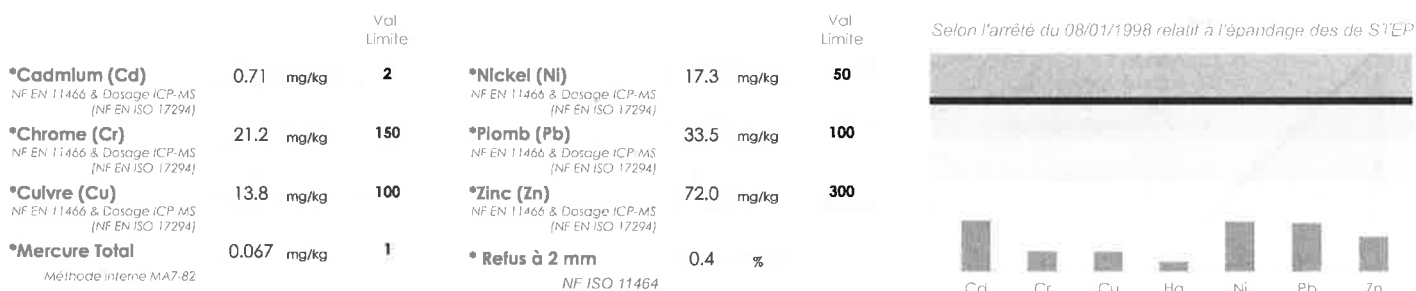 Val
Limite
*Cadmium (Cd) 0.71 mg/kg 2
NF EN 11466 & Dosage ICP-MS
(NF EN ISO 17294)
*Chrome (Cr) 21.2 mg/kg 150
NF EN 11466 & Dosage ICP-MS
(NF EN ISO 17294)
*Cuivre (Cu) 13.8 mg/kg 100
NF EN 11466 & Dosage ICP-MS
(NF EN ISO 17294)
*Mercure Total 0.067 mg/kg 1
Méthode interne MA7-82
Val
Limite
*Nickel (Ni) 17.3 mg/kg 50
NF EN 11466 & Dosage ICP-MS
(NF EN ISO 17294)
*Plomb (Pb) 33.5 mg/kg 100
NF EN 11466 & Dosage ICP-MS
(NF EN ISO 17294)
*Zinc (Zn) 72.0 mg/kg 300
NF EN 11466 & Dosage ICP-MS
(NF EN ISO 17294)
* Refus à 2 mm 0.4 %
NF ISO 11464
Selon l'arrêté du 08/01/1998 relatif à l'épandage des de STEP
Cd Cr Cu Hg Ni Pb Zn